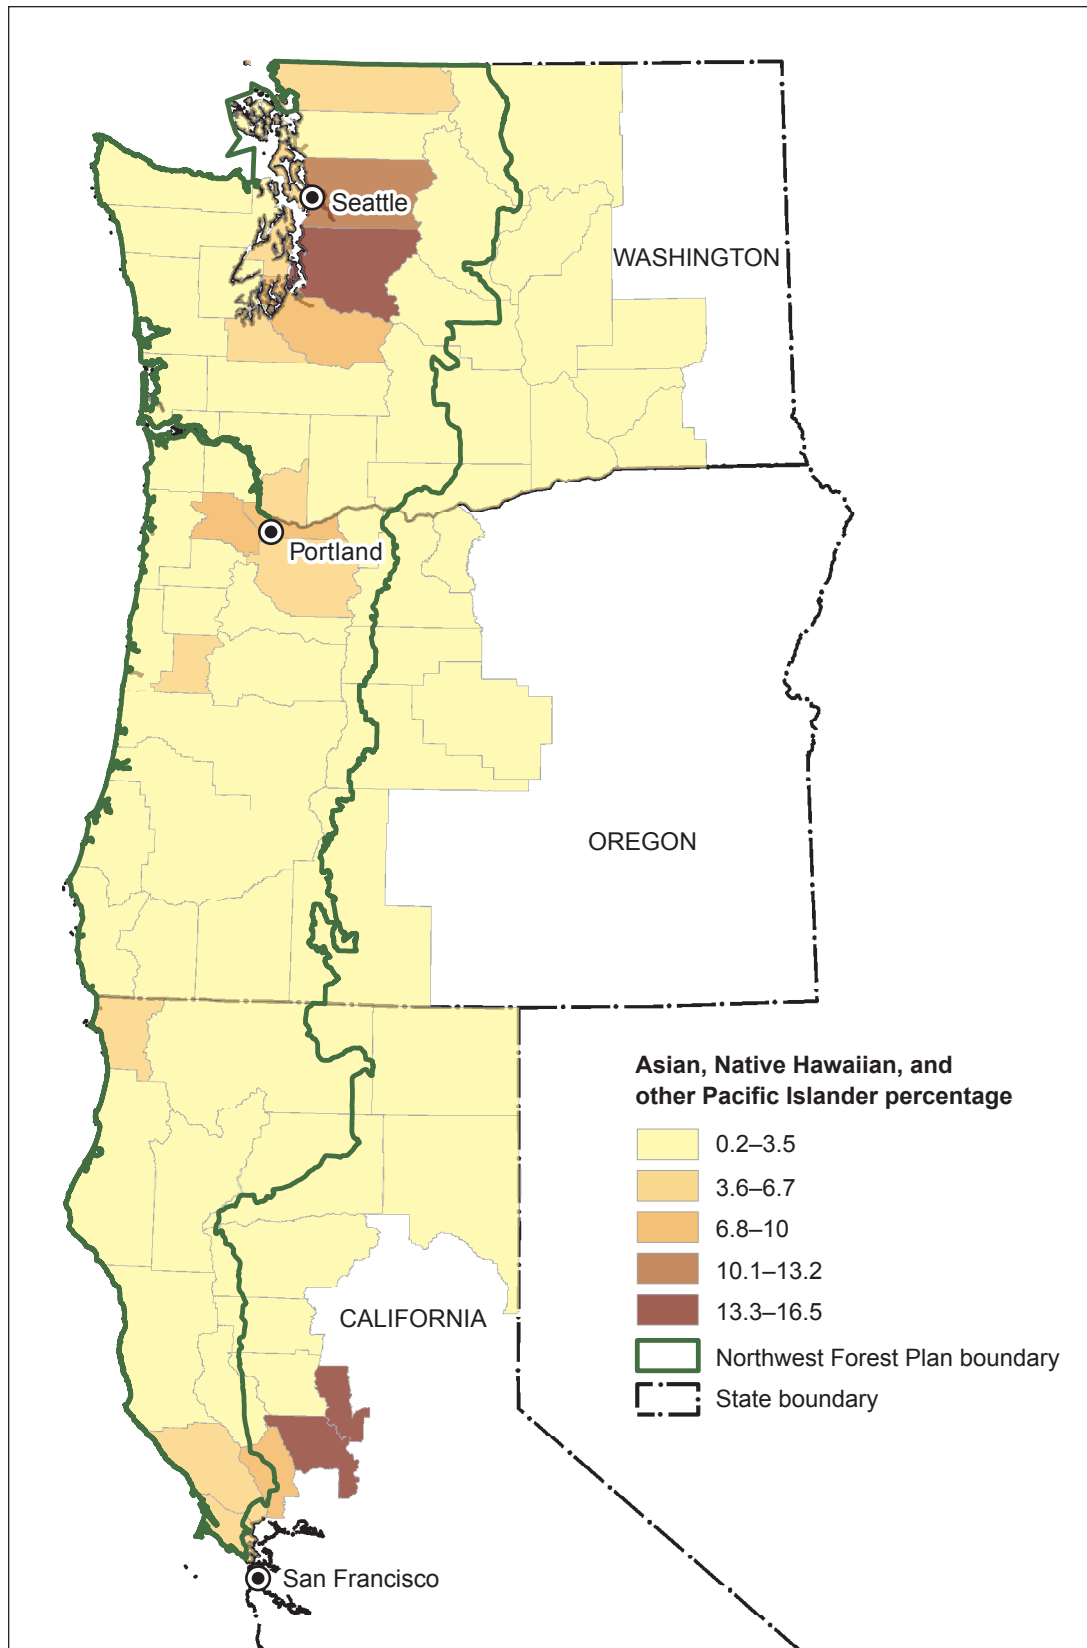 Seattle
WASHINGTON
Portland
OREGON
Asian, Native Hawaiian, and
other Pacific Islander percentage
0.2–3.5
3.6–6.7
6.8–10
10.1–13.2
13.3–16.5
Northwest Forest Plan boundary
State boundary
CALIFORNIA
San Francisco